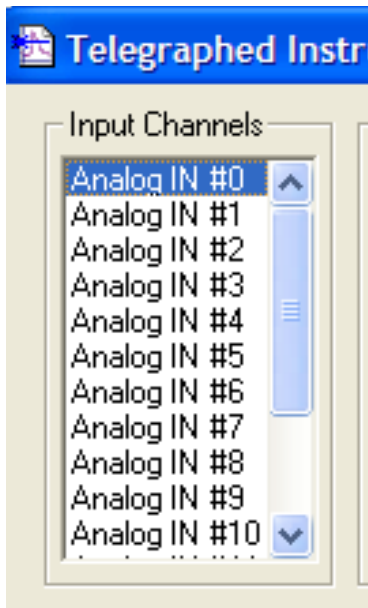 Telegraphed Instr
Input Channels
Analog IN #0
Analog IN #1
Analog IN #2
Analog IN #3
Analog IN #4
Analog IN #5
Analog IN #6
Analog IN #7
Analog IN #8
Analog IN #9
Analog IN #10